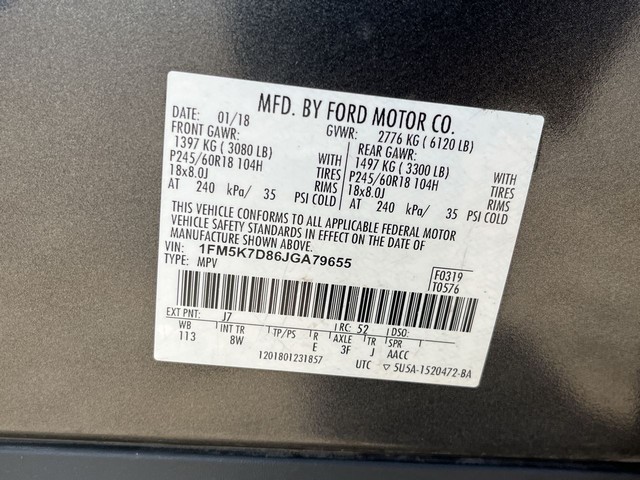 MFD. BY FORD MOTOR CO.
DATE: 01/18 GVWR: 2776 KG ( 6120 LB)
FRONT GAWR: REAR GAWR:
1397 KG ( 3080 LB) WITH 1497 KG ( 3300 LB) WITH
P245/60R18 104H TIRES P245/60R18 104H TIRES
18x8.0J RIMS 18x8.0J RIMS
AT 240 kPa/ 35 PSI COLD AT 240 kPa/ 35 PSI COLD
THIS VEHICLE CONFORMS TO ALL APPLICABLE FEDERAL MOTOR
VEHICLE SAFETY STANDARDS IN EFFECT ON THE DATE OF
MANUFACTURE SHOWN ABOVE.
VIN: 1FM5K7D86JGA79655
TYPE: MPV
F0319
T0576
EXT PNT: J7 RC: 52 DSO:
WB INT TR TP/PS R AXLE TR SPR
113 8W E 3F J AACC
1201801231857 UTC ▽ 5U5A-1520472-BA